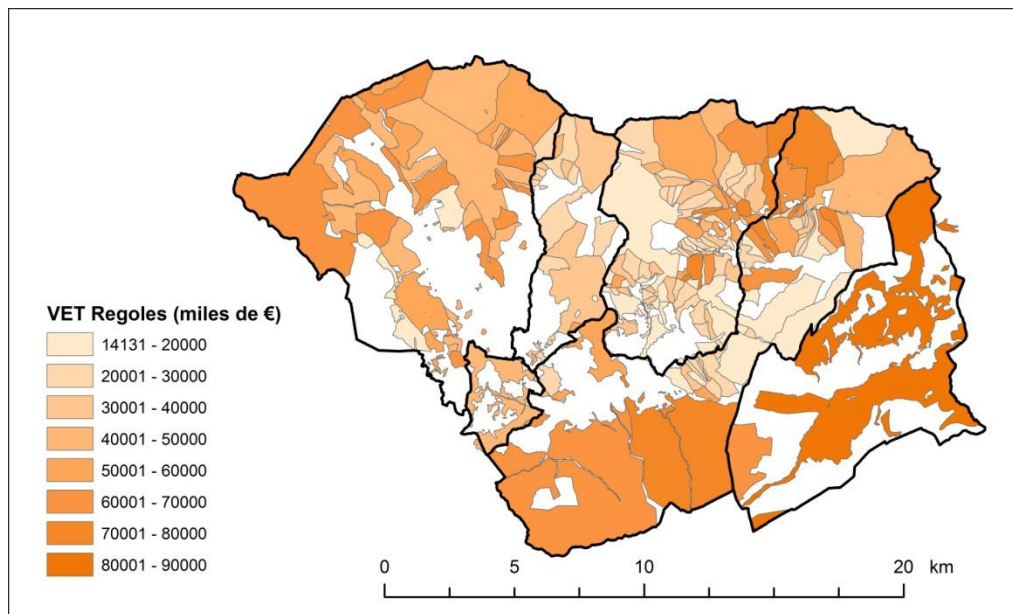 VET Regoles (miles de €)
14131 - 20000
20001 - 30000
30001 - 40000
40001 - 50000
50001 - 60000
60001 - 70000
70001 - 80000
80001 - 90000
0 5 10 20 km